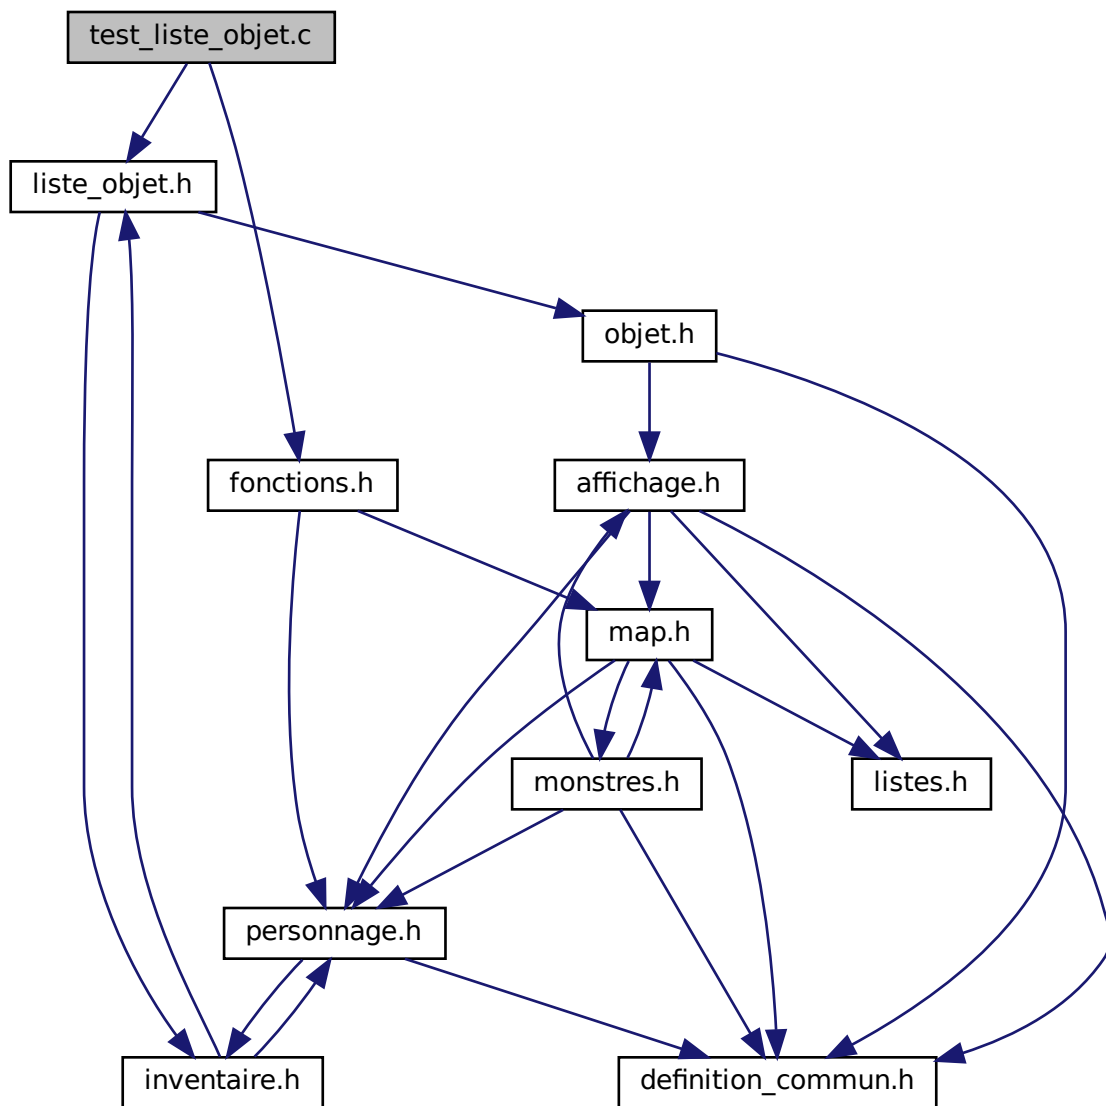 test_liste_objet.c
liste_objet.h
objet.h
fonctions.h
affichage.h
map.h
monstres.h
listes.h
personnage.h
inventaire.h
definition_commun.h